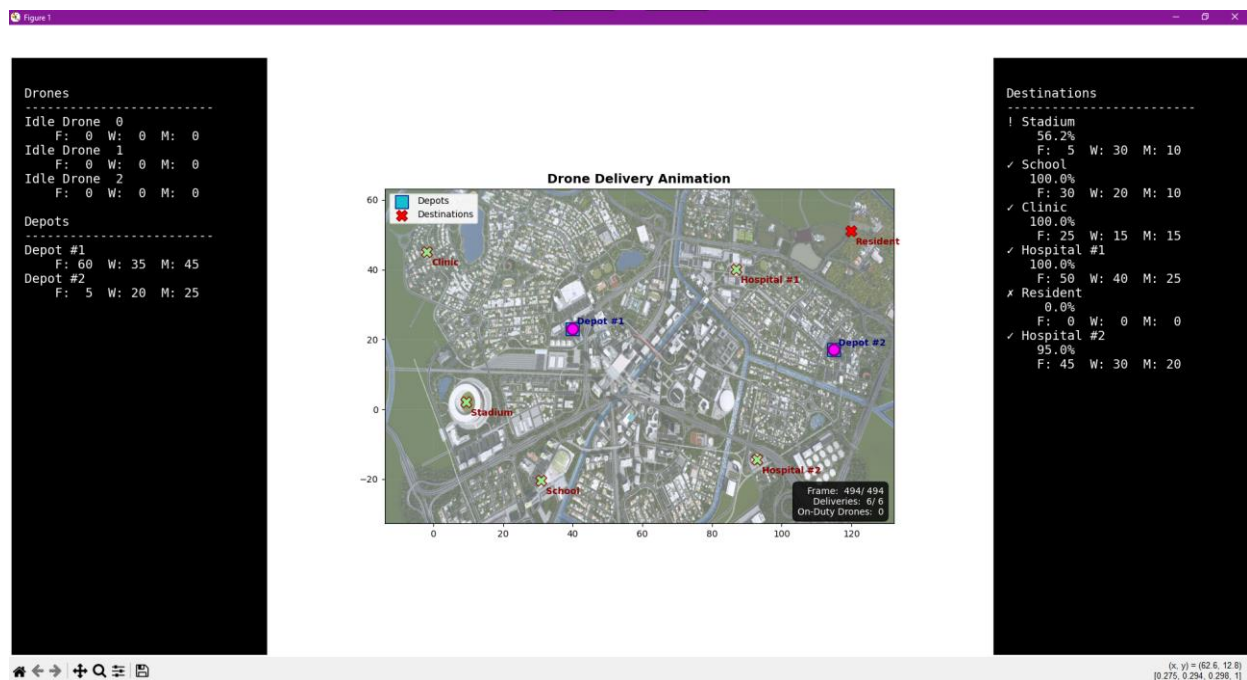 Figure 1
Drones
--------------------------
Idle Drone  0
F:  0  W:  0  M:  0
Idle Drone  1
F:  0  W:  0  M:  0
Idle Drone  2
F:  0  W:  0  M:  0
Depots
--------------------------
Depot #1
F: 60  W: 35  M: 45
Depot #2
F:  5  W: 20  M: 25
Drone Delivery Animation
Depots
Destinations
60
40
20
0
−20
0
20
40
60
80
100
120
Resident
Clinic
Hospital #1
Depot #1
Depot #2
Stadium
Hospital #2
School
Frame:  494/ 494
Deliveries:  6/ 6
On-Duty Drones:  0
Destinations
--------------------------
! Stadium
56.2%
F:  5  W: 30  M: 10
✓ School
100.0%
F: 30  W: 20  M: 10
✓ Clinic
100.0%
F: 25  W: 15  M: 15
✓ Hospital #1
100.0%
F: 50  W: 40  M: 25
✗ Resident
0.0%
F:  0  W:  0  M:  0
✓ Hospital #2
95.0%
F: 45  W: 30  M: 20
(x, y) = (62.6, 12.8)
[0.275, 0.294, 0.298, 1]